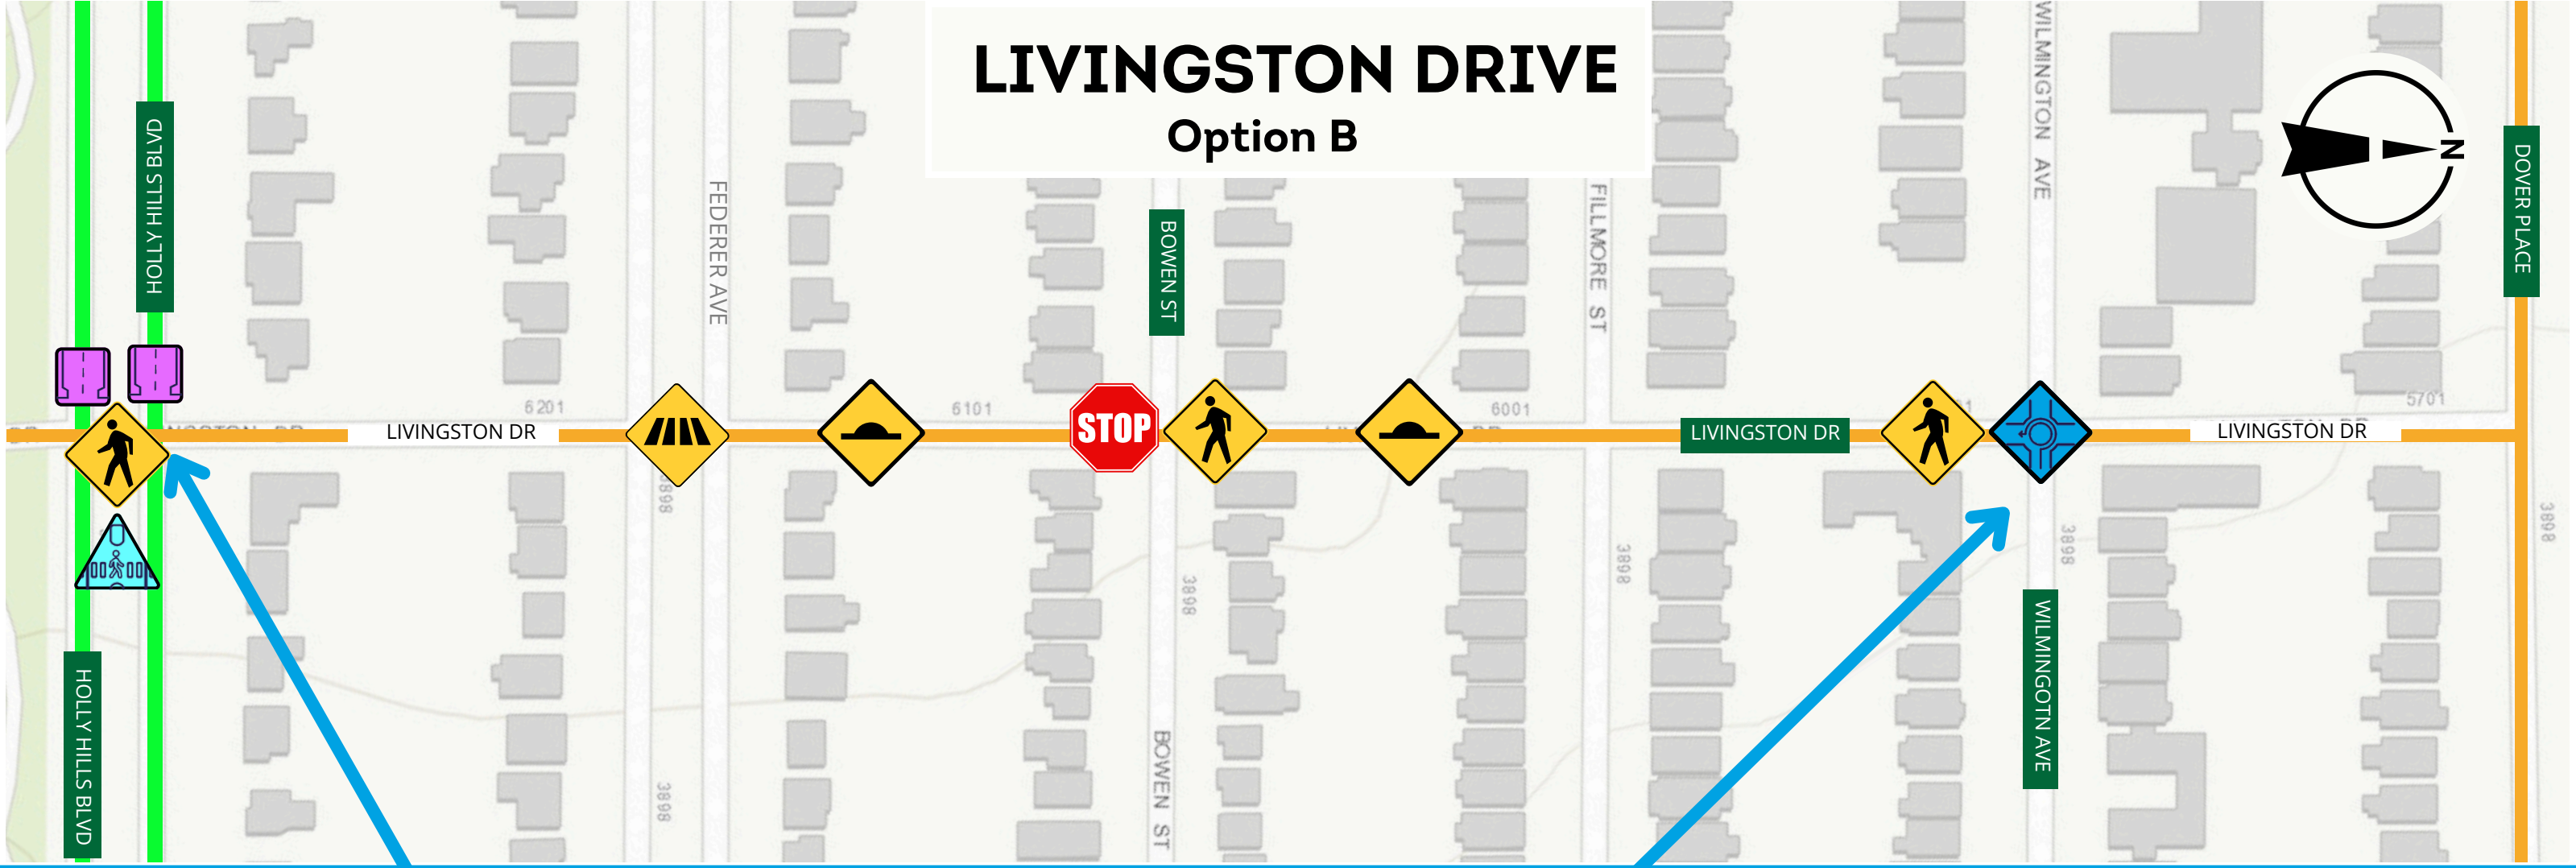 LIVINGSTON DRIVE
Option B
HOLLY HILLS BLVD
FEDERER AVE
BOWEN ST
FILLMORE ST
WILMINGTON AVE
N
DOVER PLACE
6201
6101
6001
5701
LIVINGSTON DR
STOP
LIVINGSTON DR
LIVINGSTON DR
3898
3898
3898
3898
3898
3898
HOLLY HILLS BLVD
BOWEN ST
WILMINGOTN AVE